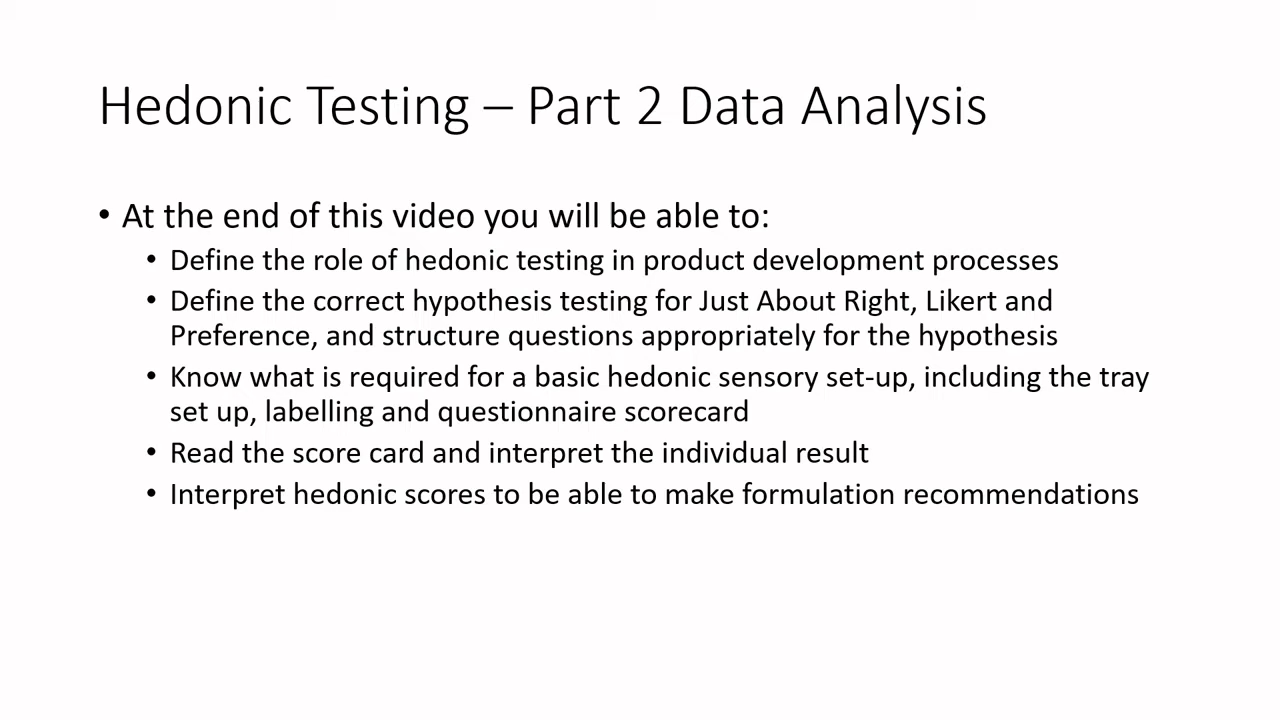 Hedonic Testing – Part 2 Data Analysis
• At the end of this video you will be able to:
• Define the role of hedonic testing in product development processes
• Define the correct hypothesis testing for Just About Right, Likert and
Preference, and structure questions appropriately for the hypothesis
• Know what is required for a basic hedonic sensory set-up, including the tray
set up, labelling and questionnaire scorecard
• Read the score card and interpret the individual result
• Interpret hedonic scores to be able to make formulation recommendations